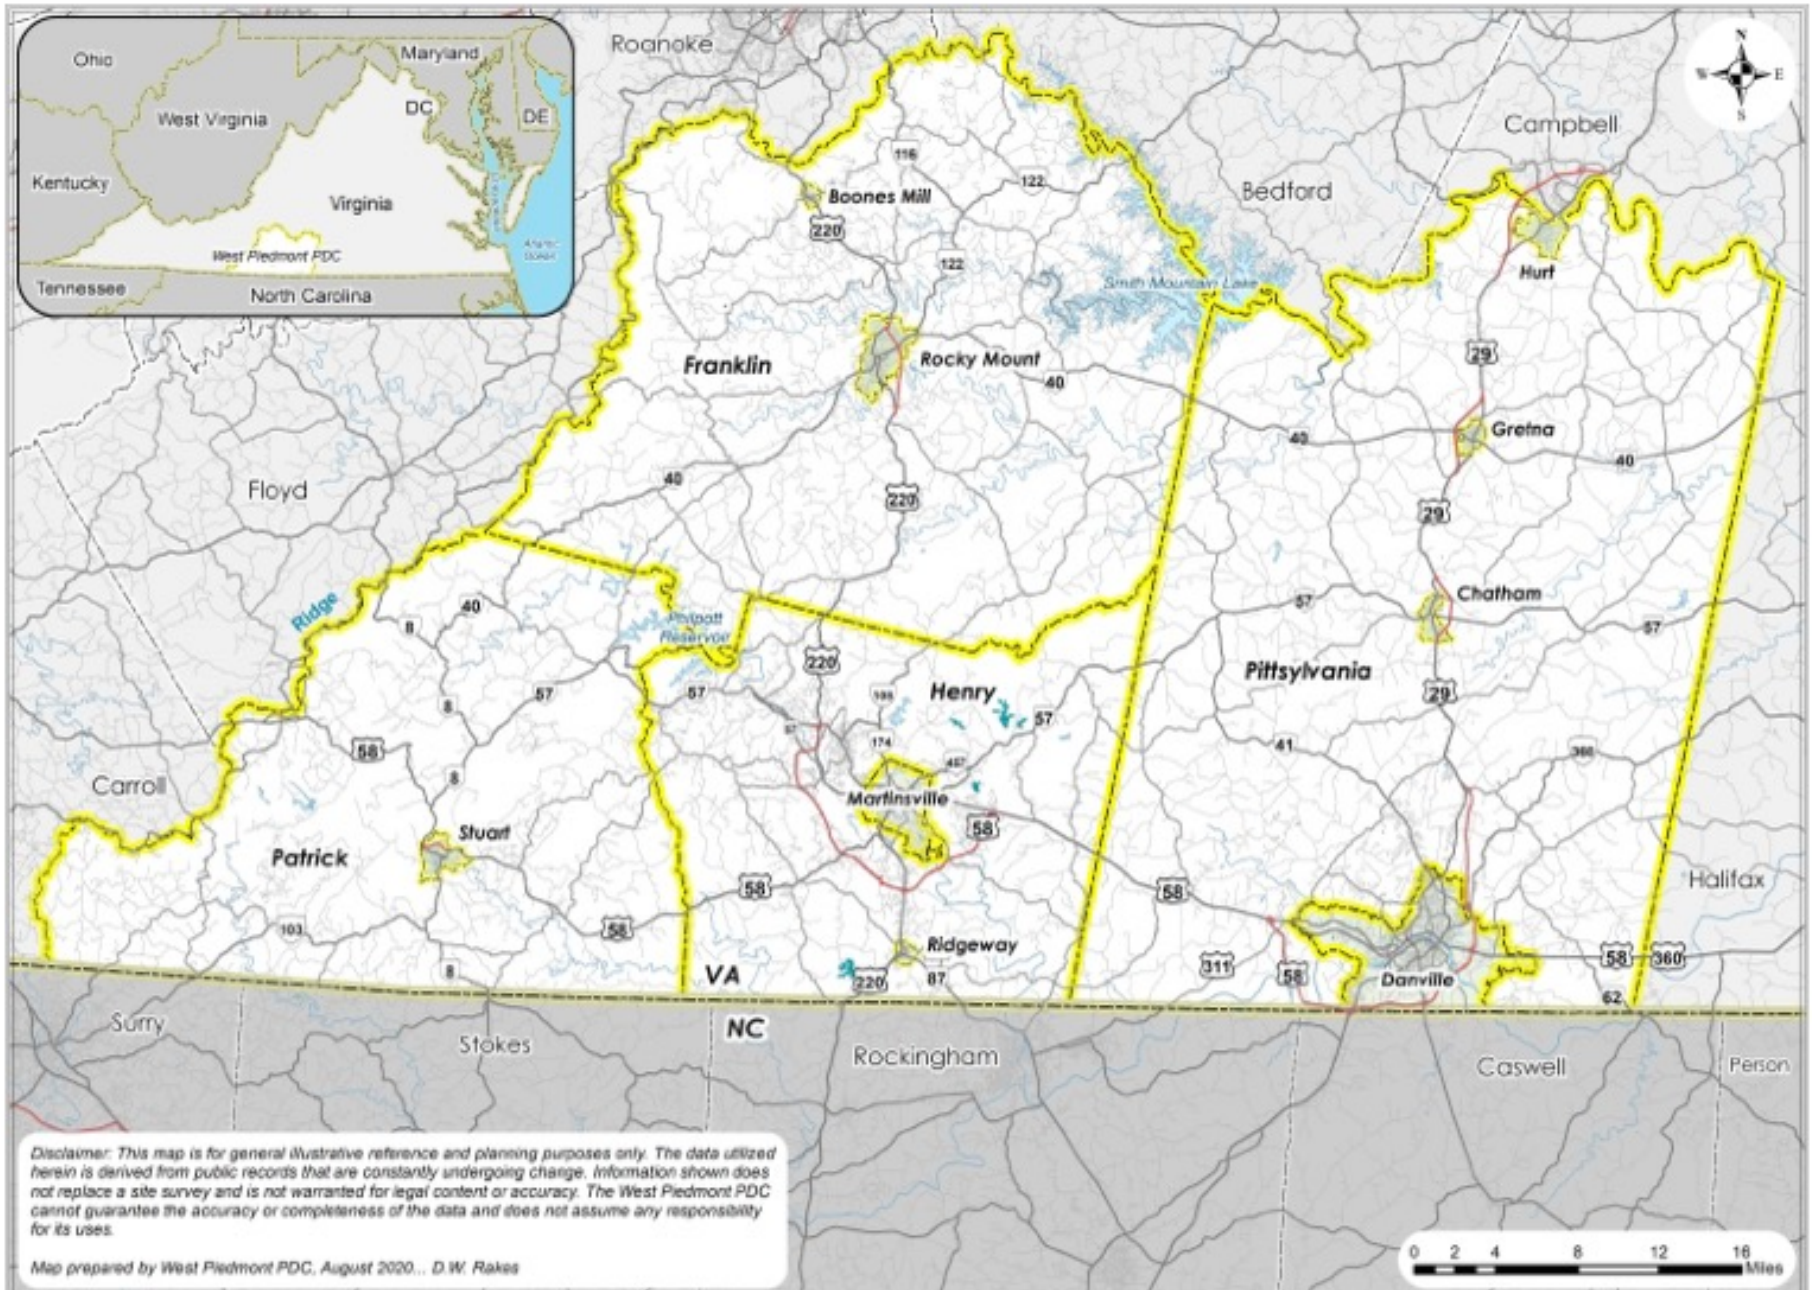 Ohio
Maryland
West Virginia
DC
DE
Kentucky
Virginia
West Piedmont PDC
Atlantic
Ocean
Tennessee
North Carolina
Roanoke
N
W
E
S
Campbell
116
122
Bedford
Boones Mill
220
122
Hurt
Smith Mountain Lake
29
Franklin
Rocky Mount
40
Gretna
40
40
40
Floyd
220
29
Ridge
40
8
Philpott
Reservoir
57
Chatham
57
220
57
57
8
Henry
57
Pittsylvania
29
58
57
174
457
41
8
Carroll
Martinsville
58
Stuart
Patrick
58
58
Halifax
103
58
Ridgeway
8
VA
220
87
311
58
Danville
58
360
62
Surry
NC
Stokes
Rockingham
Caswell
Person
Disclaimer: This map is for general illustrative reference and planning purposes only. The data utilized
herein is derived from public records that are constantly undergoing change. Information shown does
not replace a site survey and is not warranted for legal content or accuracy. The West Piedmont PDC
cannot guarantee the accuracy or completeness of the data and does not assume any responsibility
for its uses.
Map prepared by West Piedmont PDC, August 2020... D.W. Rakes
0 2 4 8 12 16
Miles